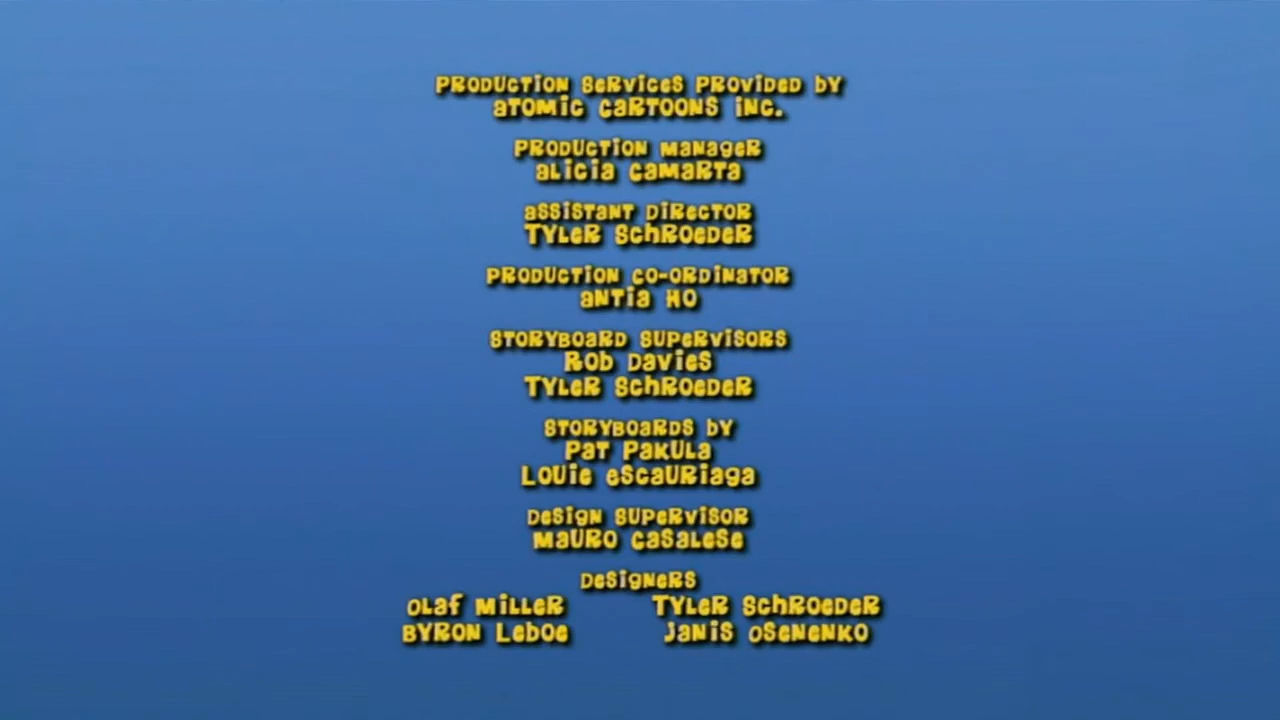 PRODUCTION SERVICES PROVIDED BY
ATOMIC CARTOONS INC.
PRODUCTION MANAGER
ALICIA CAMARTA
ASSISTANT DIRECTOR
TYLER SCHROEDER
PRODUCTION CO-ORDINATOR
ANTIA HO
STORYBOARD SUPERVISORS
ROB DAVIES
TYLER SCHROEDER
STORYBOARDS BY
PAT PAKULA
LOUIE ESCAURIAGA
DESIGN SUPERVISOR
MAURO CASALESE
DESIGNERS
OLAF MILLER TYLER SCHROEDER
BYRON LEBOE JANIS OSENENKO